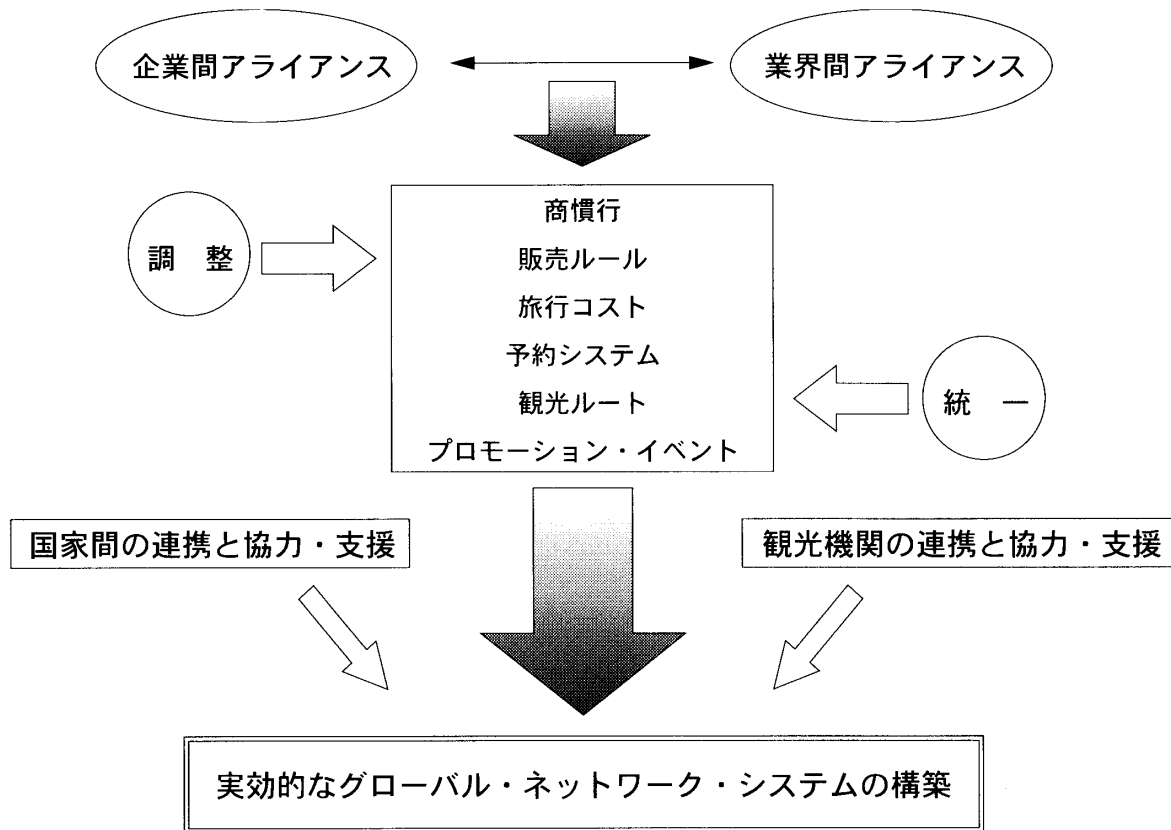 企業間アライアンス
業界間アライアンス
商慣行
調　整
販売ルール
旅行コスト
予約システム
観光ルート
統　一
プロモーション・イベント
国家間の連携と協力・支援
観光機関の連携と協力・支援
実効的なグローバル・ネットワーク・システムの構築